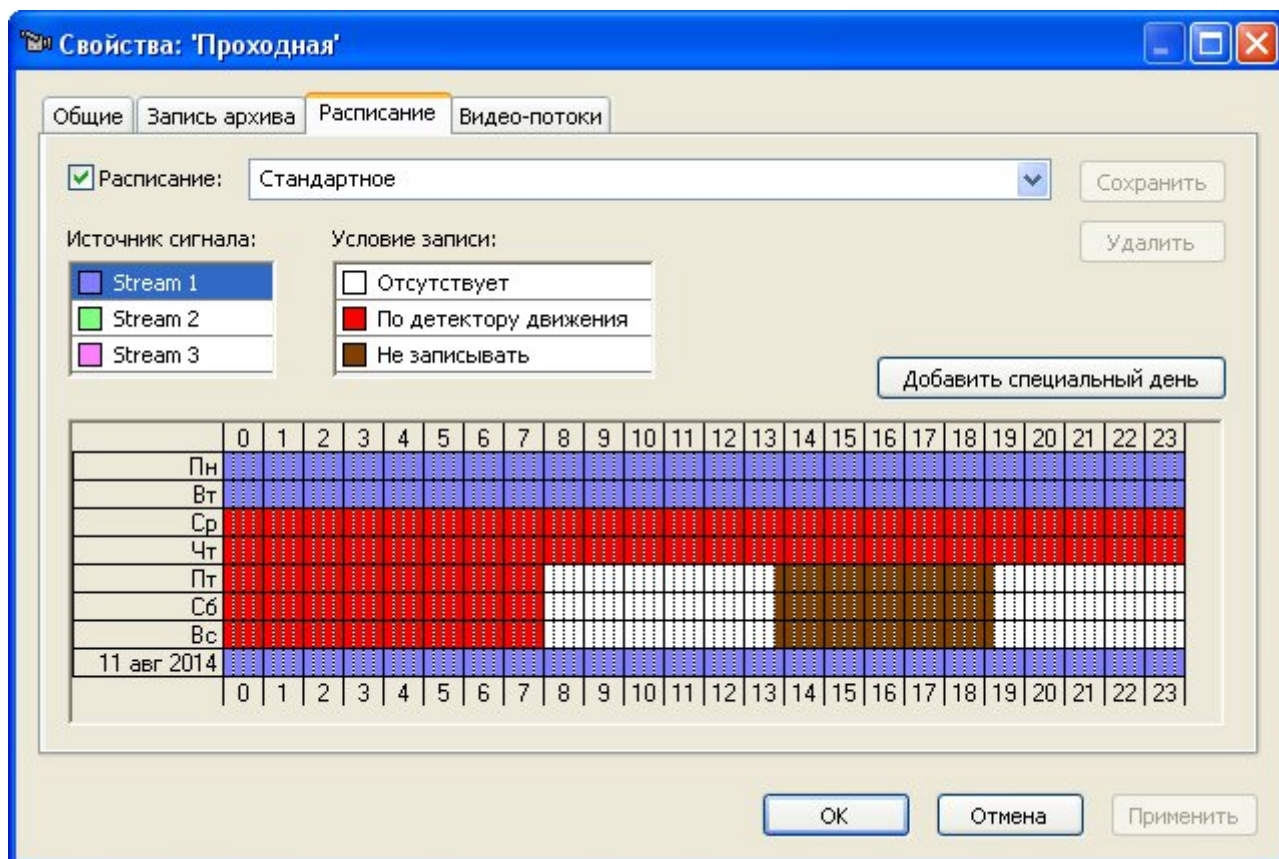 Свойства: 'Проходная'
Общие Запись архива Расписание Видео-потоки
Расписание: Стандартное Сохранить
Источник сигнала: Условие записи: Удалить
Stream 1 Отсутствует
Stream 2 По детектору движения
Stream 3 Не записывать
Добавить специальный день
0 1 2 3 4 5 6 7 8 9 10 11 12 13 14 15 16 17 18 19 20 21 22 23
Пн
Вт
Ср
Чт
Пт
Сб
Вс
11 авг 2014
0 1 2 3 4 5 6 7 8 9 10 11 12 13 14 15 16 17 18 19 20 21 22 23
ОК Отмена Применить